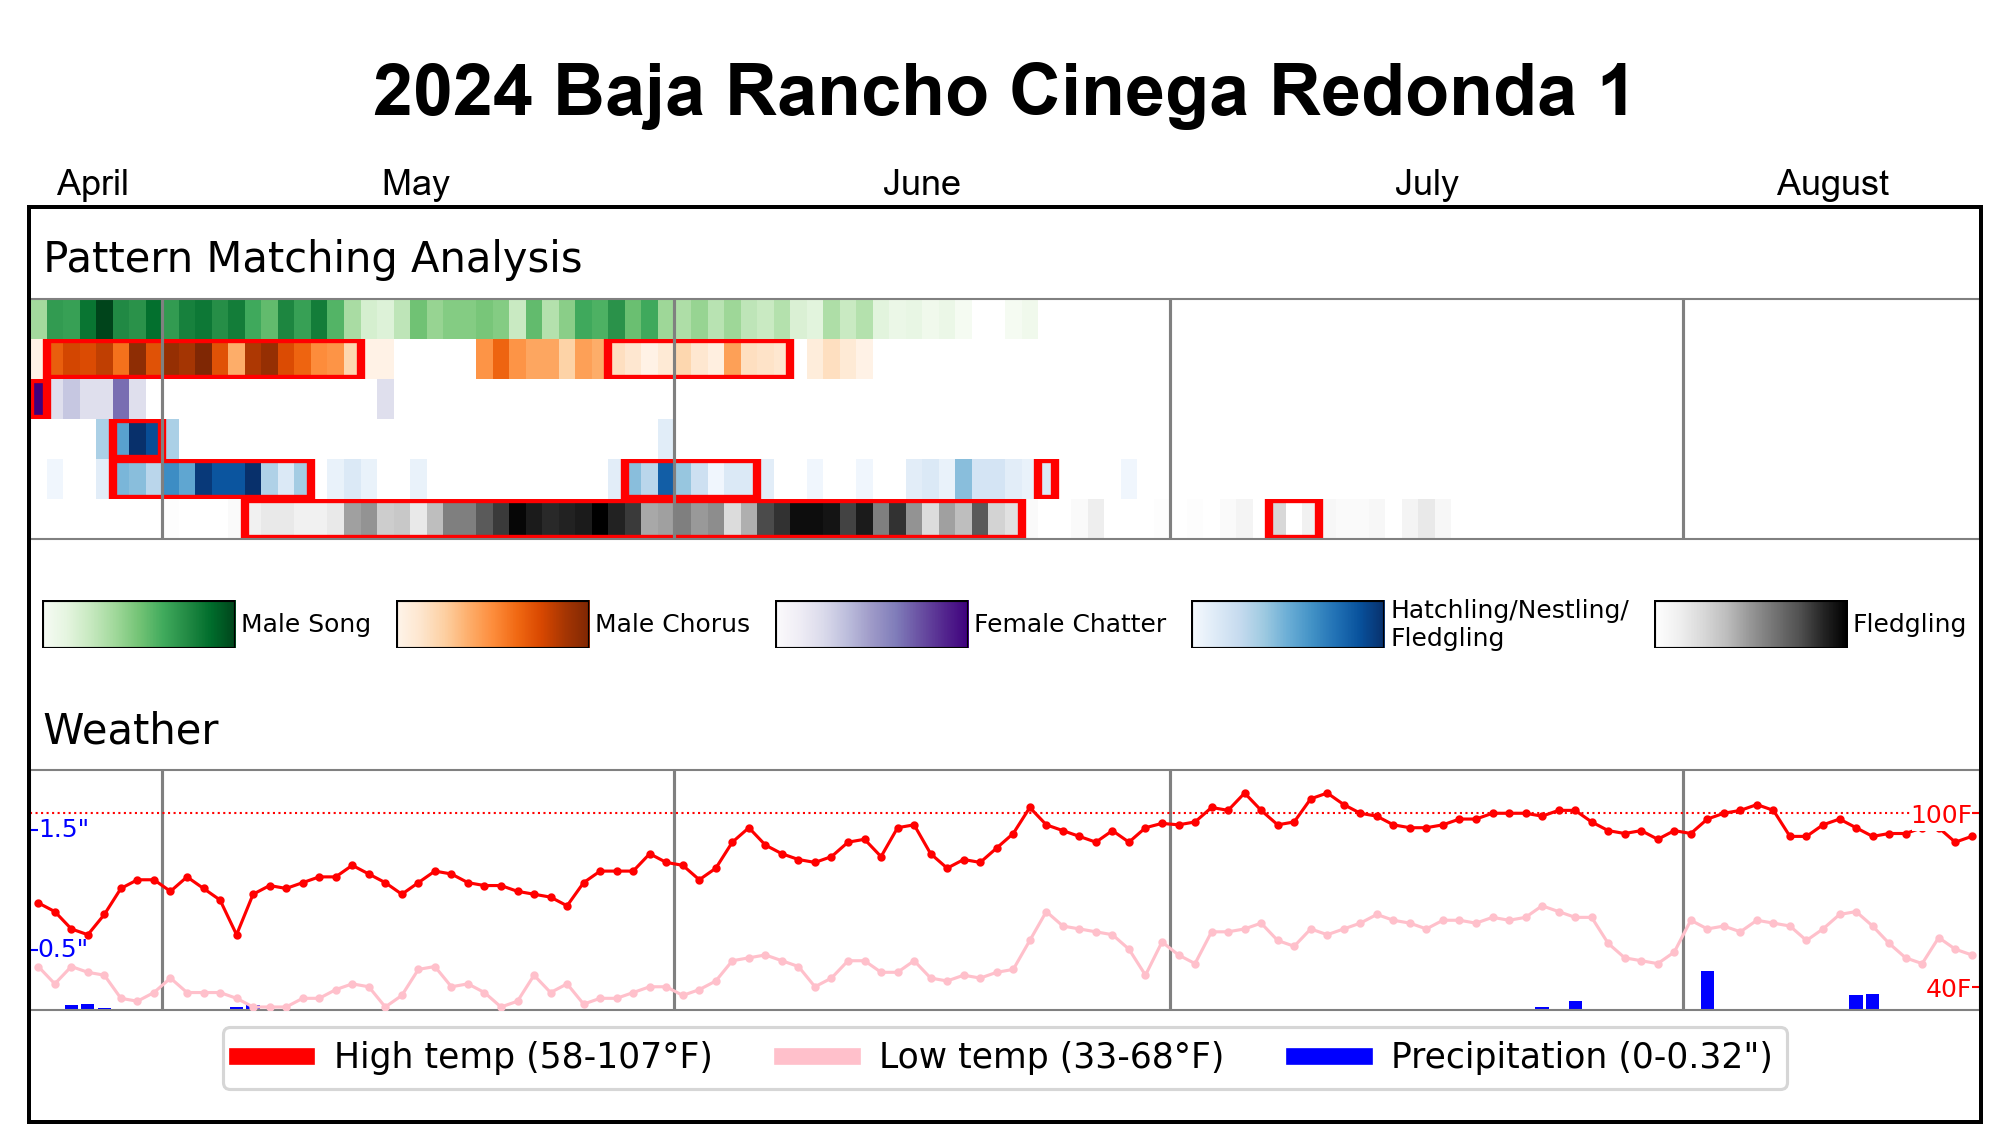 2024 Baja Rancho Cinega Redonda 1
April May June July August
Pattern Matching Analysis
Male Song Male Chorus Female Chatter Hatchling/Nestling/ Fledgling
Fledgling
Weather
1.5" 100F
0.5"
40F
High temp (58-107°F) Low temp (33-68°F) Precipitation (0-0.32")